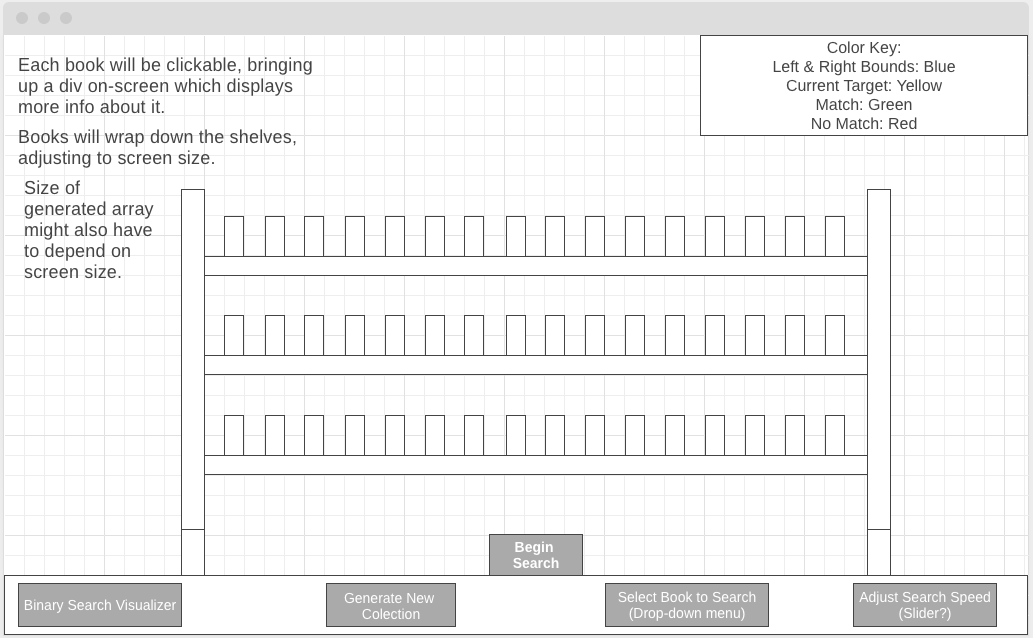 Each book will be clickable, bringing
up a div on-screen which displays
more info about it.
Books will wrap down the shelves,
adjusting to screen size.
Size of
generated array
might also have
to depend on
screen size.
Color Key:
Left & Right Bounds: Blue
Current Target: Yellow
Match: Green
No Match: Red
Begin
Search
Binary Search Visualizer
Generate New
Colection
Select Book to Search
(Drop-down menu)
Adjust Search Speed
(Slider?)